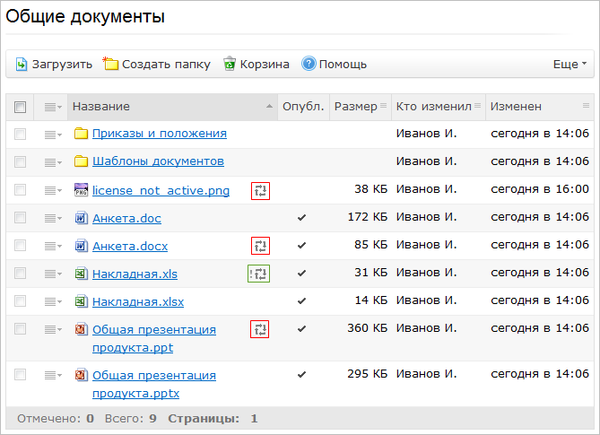 Общие документы
Загрузить Создать папку Корзина Помощь Еще
Название Опубл. Размер Кто изменил Изменен
Приказы и положения Иванов И. сегодня в 14:06
Шаблоны документов Иванов И. сегодня в 14:06
license_not_active.png 38 КБ Иванов И. сегодня в 16:00
Анкета.doc 172 КБ Иванов И. сегодня в 14:06
Анкета.docx 85 КБ Иванов И. сегодня в 14:06
Накладная.xls 31 КБ Иванов И. сегодня в 14:06
Накладная.xlsx 14 КБ Иванов И. сегодня в 14:06
Общая презентация 360 КБ Иванов И. сегодня в 14:06
продукта.ppt
Общая презентация 295 КБ Иванов И. сегодня в 14:06
продукта.pptx
Отмечено: 0 Всего: 9 Страницы: 1